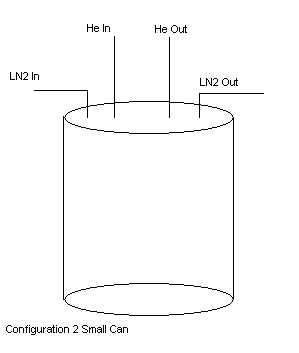 He In
He Out
LN2 In
LN2 Out
Configuration 2 Small Can